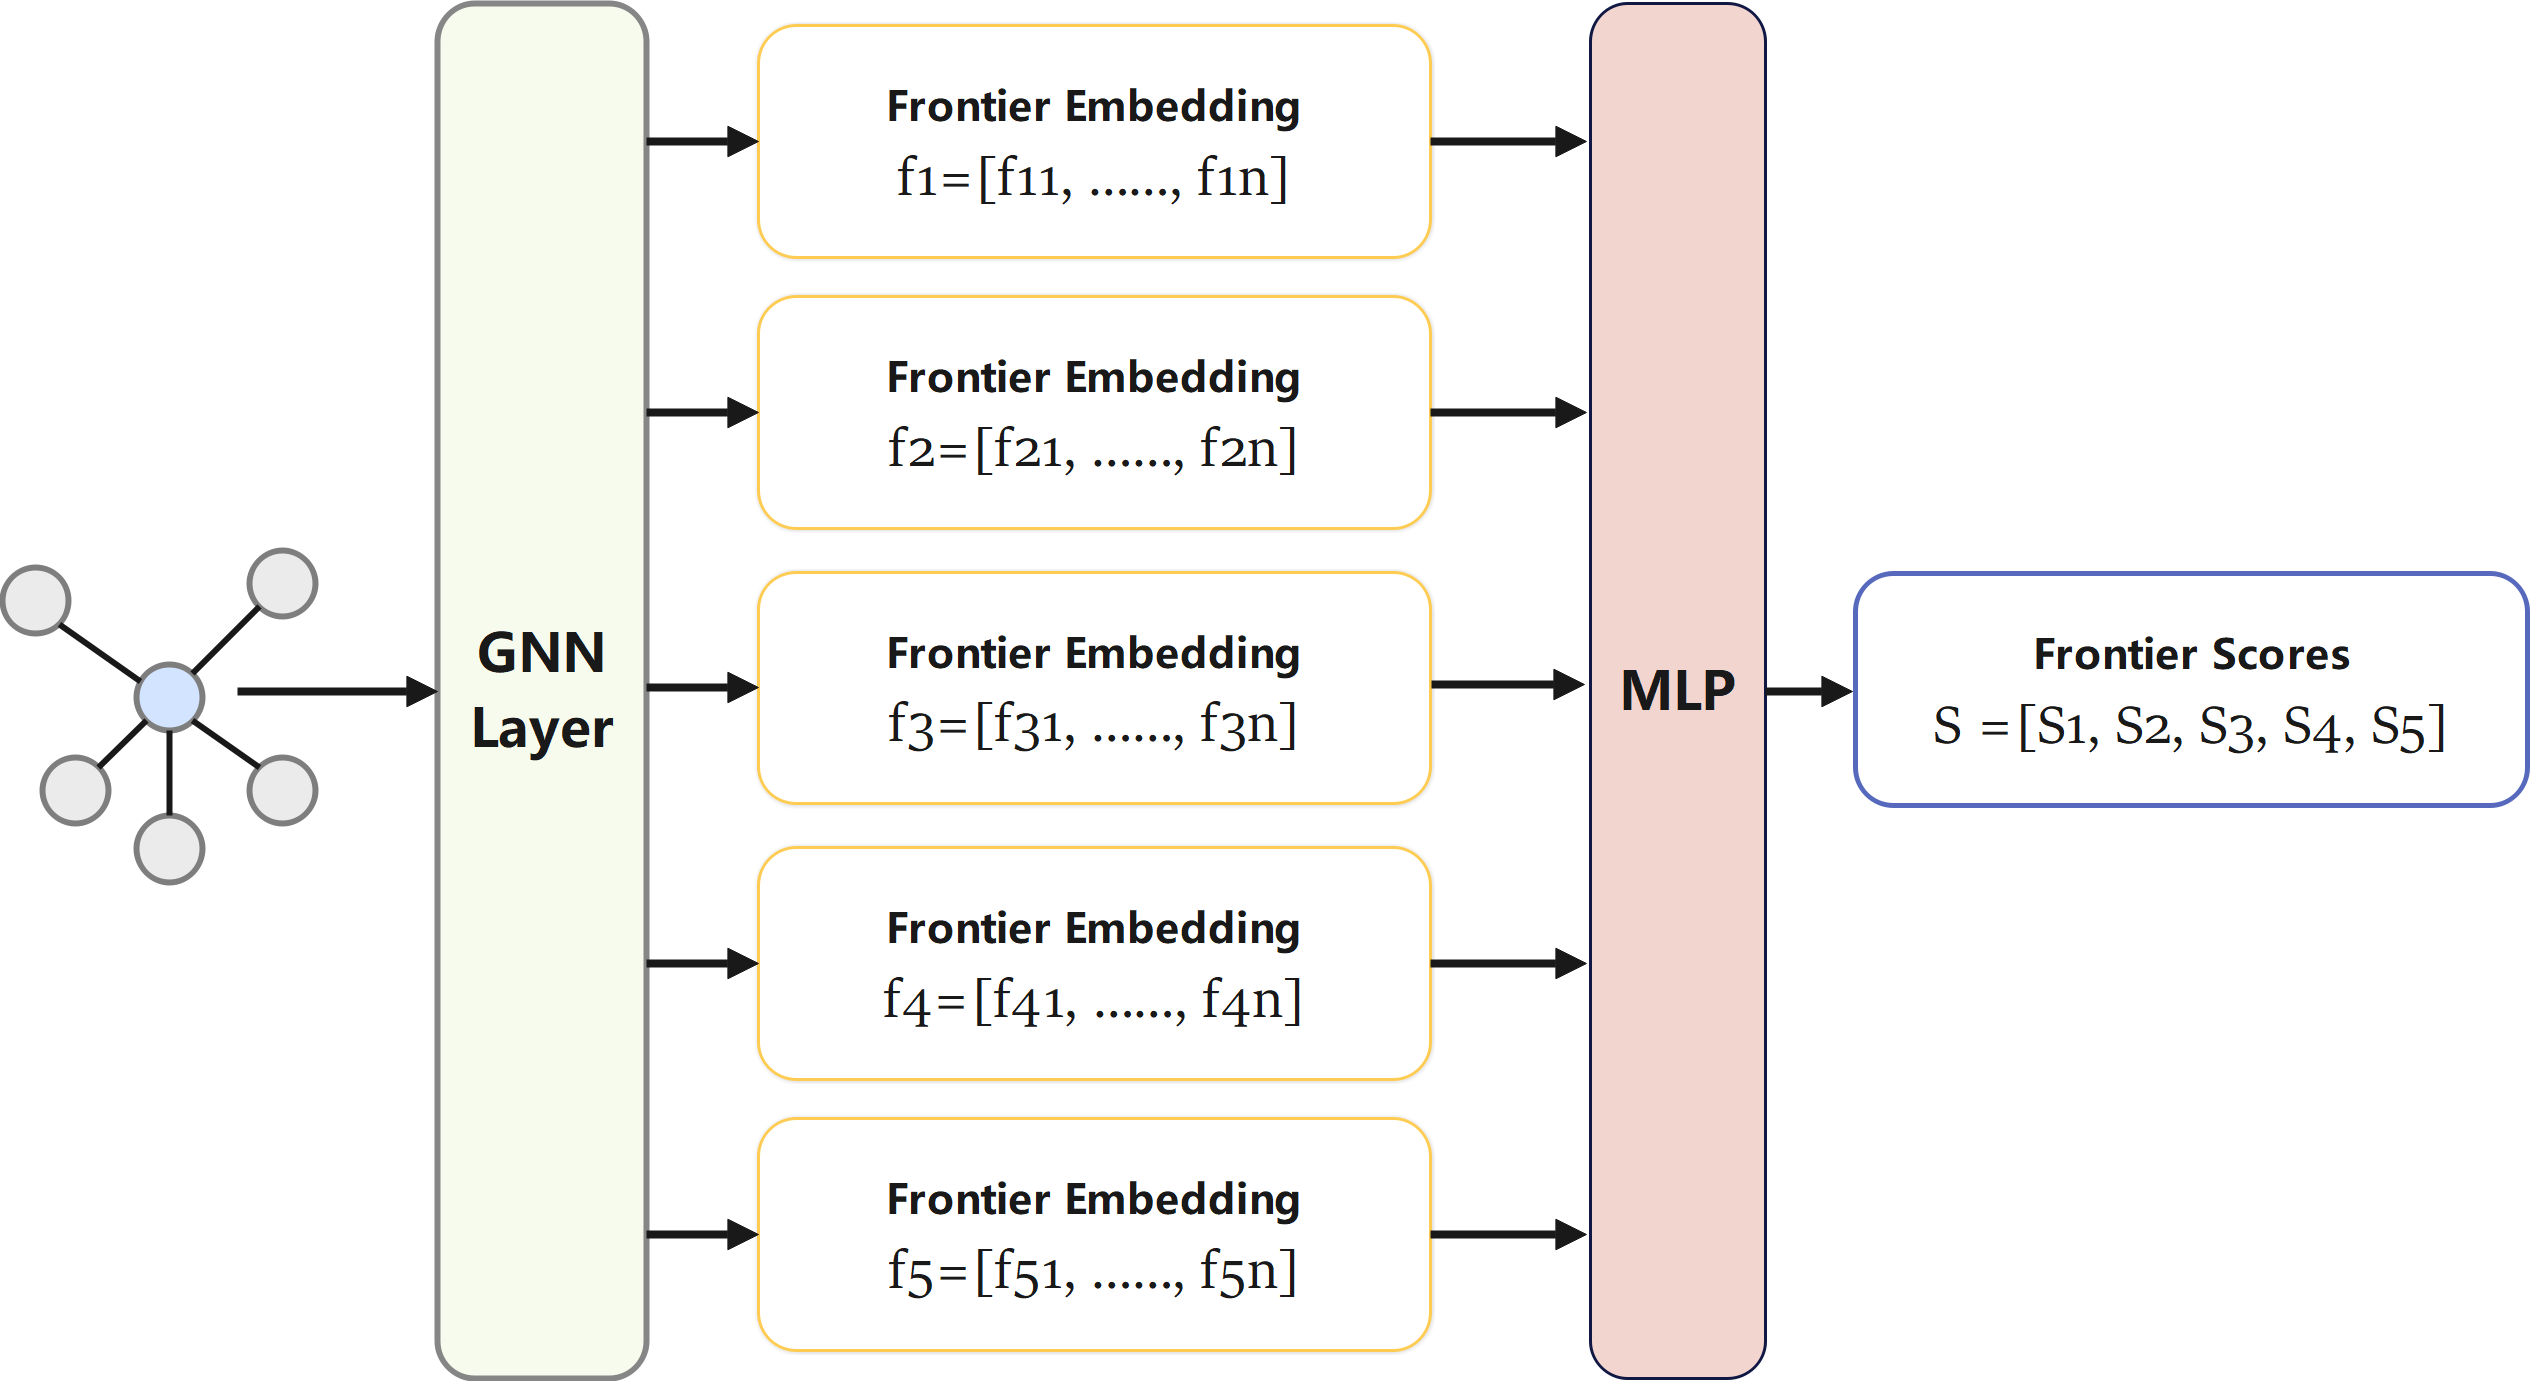 GNN
Layer
Frontier Embedding
f1=[f11, ......, f1n]
Frontier Embedding
f2=[f21, ......, f2n]
Frontier Embedding
f3=[f31, ......, f3n]
Frontier Embedding
f4=[f41, ......, f4n]
Frontier Embedding
f5=[f51, ......, f5n]
MLP
Frontier Scores
S =[S1, S2, S3, S4, S5]